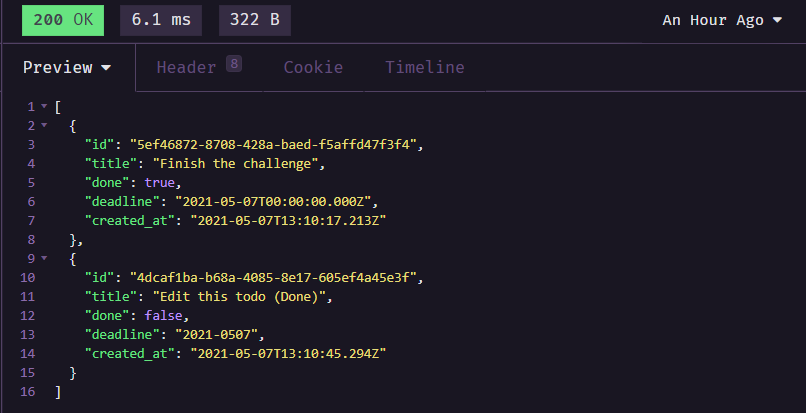 200 OK 6.1 ms 322 B An Hour Ago
Preview Header 8 Cookie Timeline
1 [
2 {
3 "id": "5ef46872-8708-428a-baed-f5affd47f3f4",
4 "title": "Finish the challenge",
5 "done": true,
6 "deadline": "2021-05-07T00:00:00.000Z",
7 "created_at": "2021-05-07T13:10:17.213Z"
8 },
9 {
10 "id": "4dcaf1ba-b68a-4085-8e17-605ef4a45e3f",
11 "title": "Edit this todo (Done)",
12 "done": false,
13 "deadline": "2021-0507",
14 "created_at": "2021-05-07T13:10:45.294Z"
15 }
16 ]